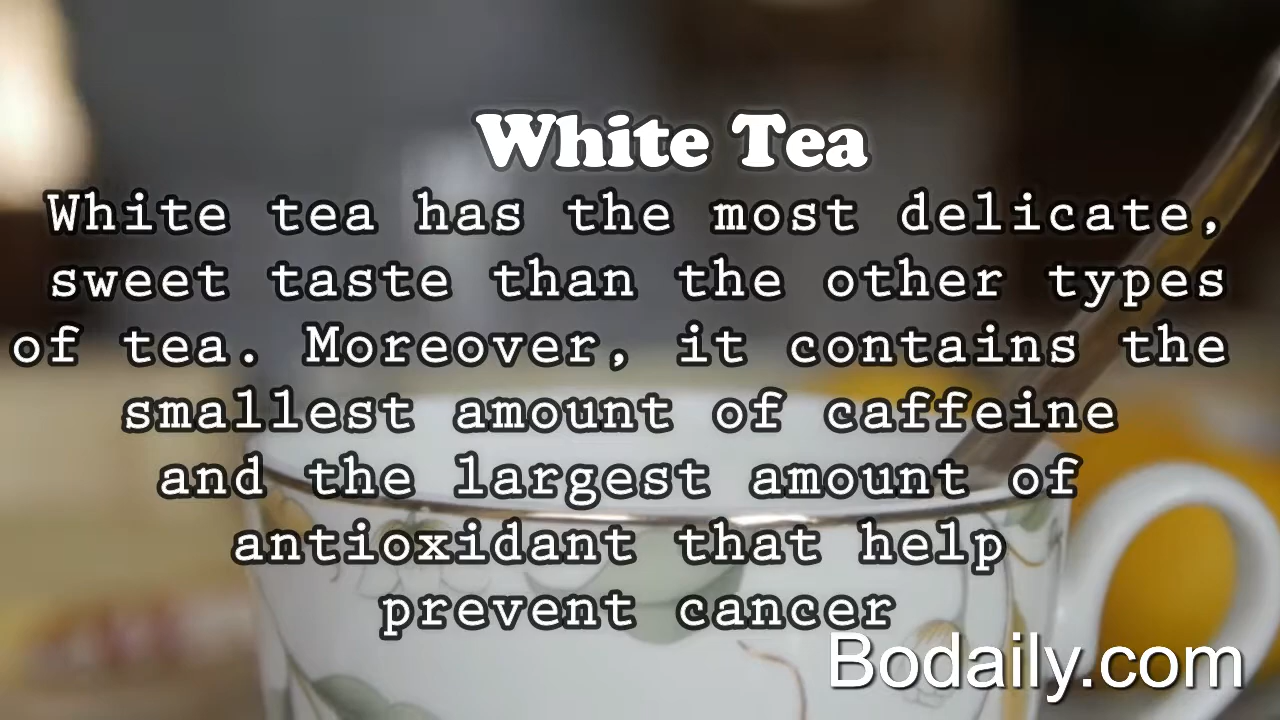 White Tea
White tea has the most delicate,
sweet taste than the other types
of tea. Moreover, it contains the
smallest amount of caffeine
and the largest amount of
antioxidant that help
prevent cancer
Bodaily.com